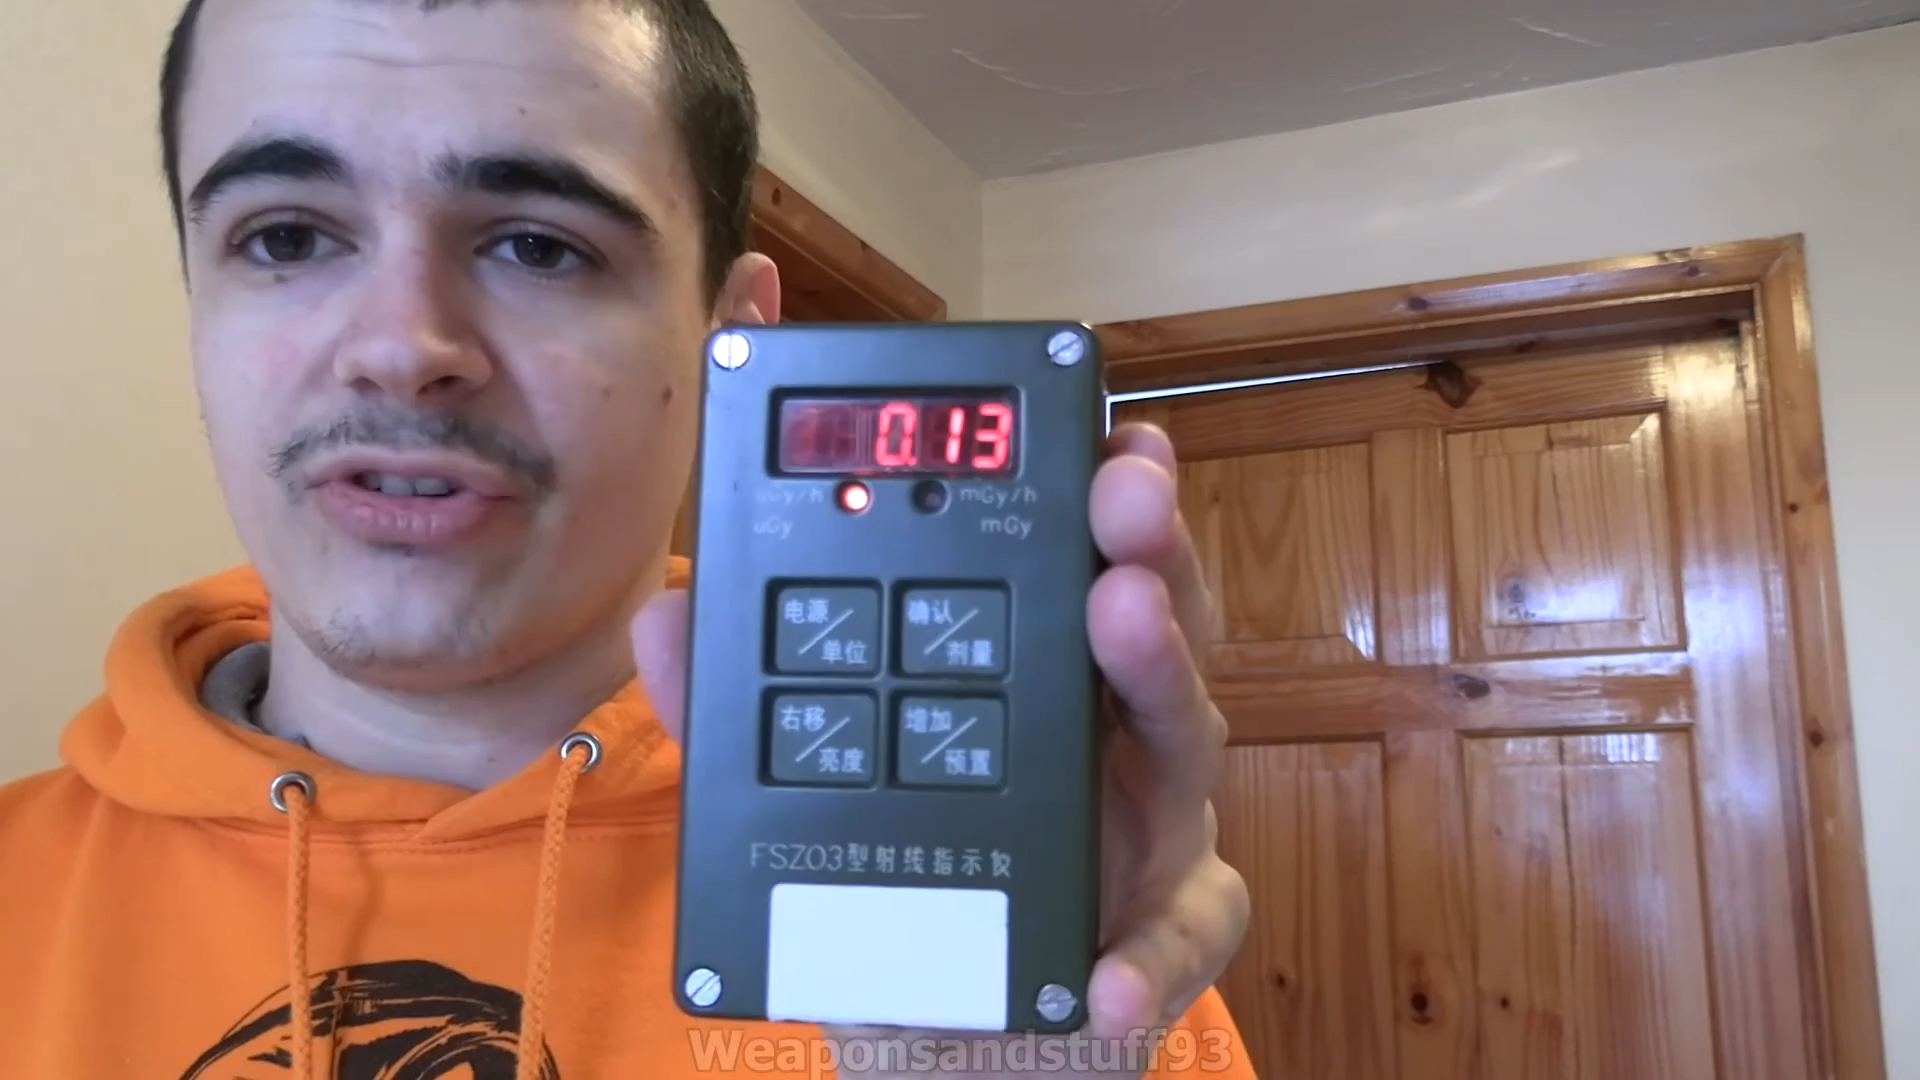 0.13
uGy/h mGy/h
uGy mGy
电源/单位
确认/剂量
右移/亮度
增加/预置
FSZ03型射线指示仪
Weaponsandstuff93